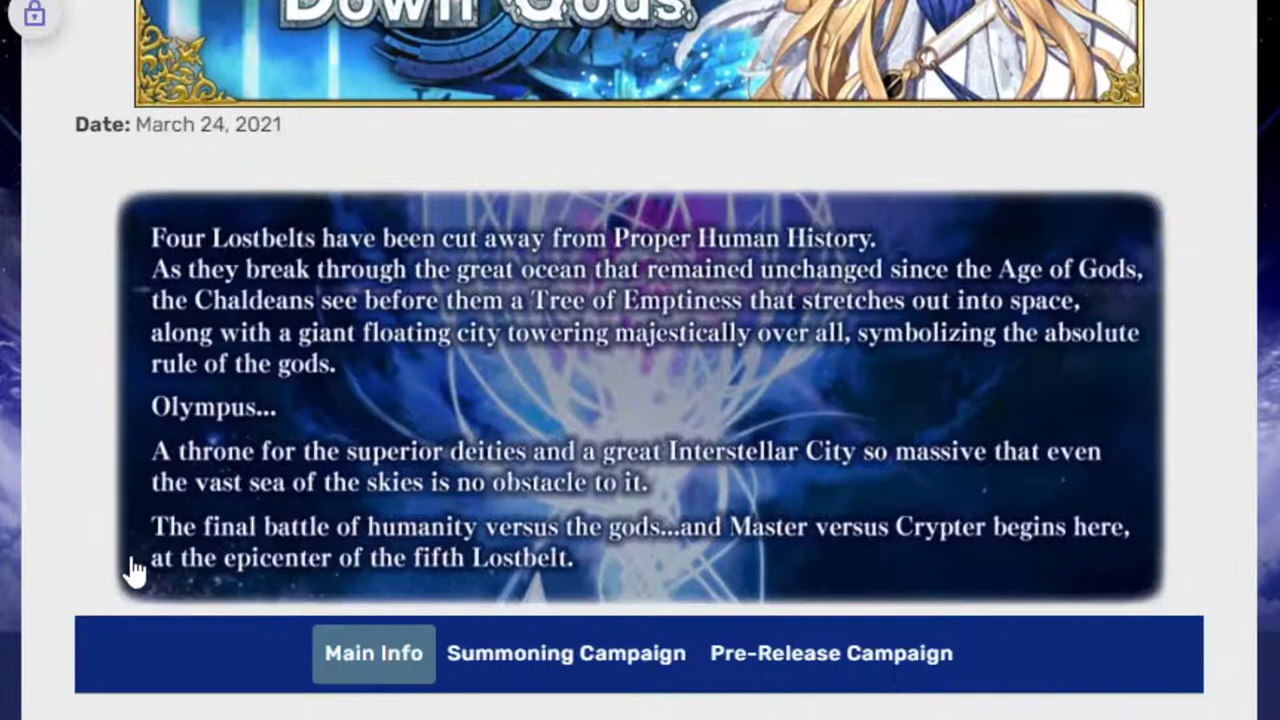 Down Gods
Date: March 24, 2021
Four Lostbelts have been cut away from Proper Human History.
As they break through the great ocean that remained unchanged since the Age of Gods,
the Chaldeans see before them a Tree of Emptiness that stretches out into space,
along with a giant floating city towering majestically over all, symbolizing the absolute
rule of the gods.
Olympus...
A throne for the superior deities and a great Interstellar City so massive that even
the vast sea of the skies is no obstacle to it.
The final battle of humanity versus the gods...and Master versus Crypter begins here,
at the epicenter of the fifth Lostbelt.
Main Info Summoning Campaign Pre-Release Campaign